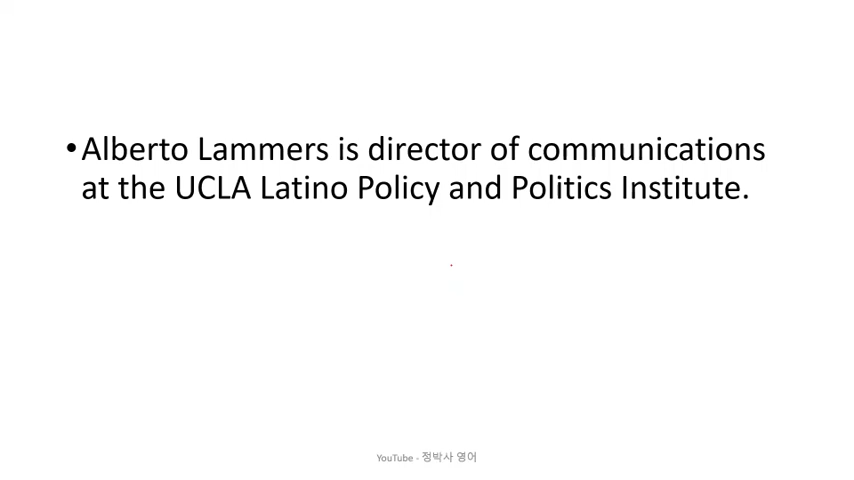 •Alberto Lammers is director of communications
at the UCLA Latino Policy and Politics Institute.
YouTube - 정박사 영어